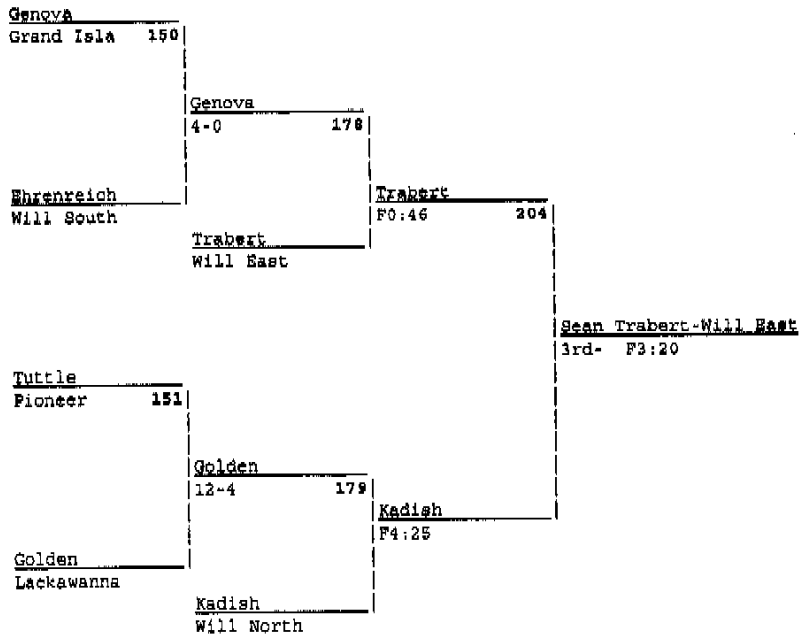 Genova
Grand Isla 150
Genova
4-0 178
Ehrenreich
Will South
Trabert
F0:46 204
Trabert
Will East
Sean Trabert-Will East
3rd- F3:20
Tuttle
Pioneer 151
Golden
12-4 179
Kadish
F4:25
Golden
Lackawanna
Kadish
Will North